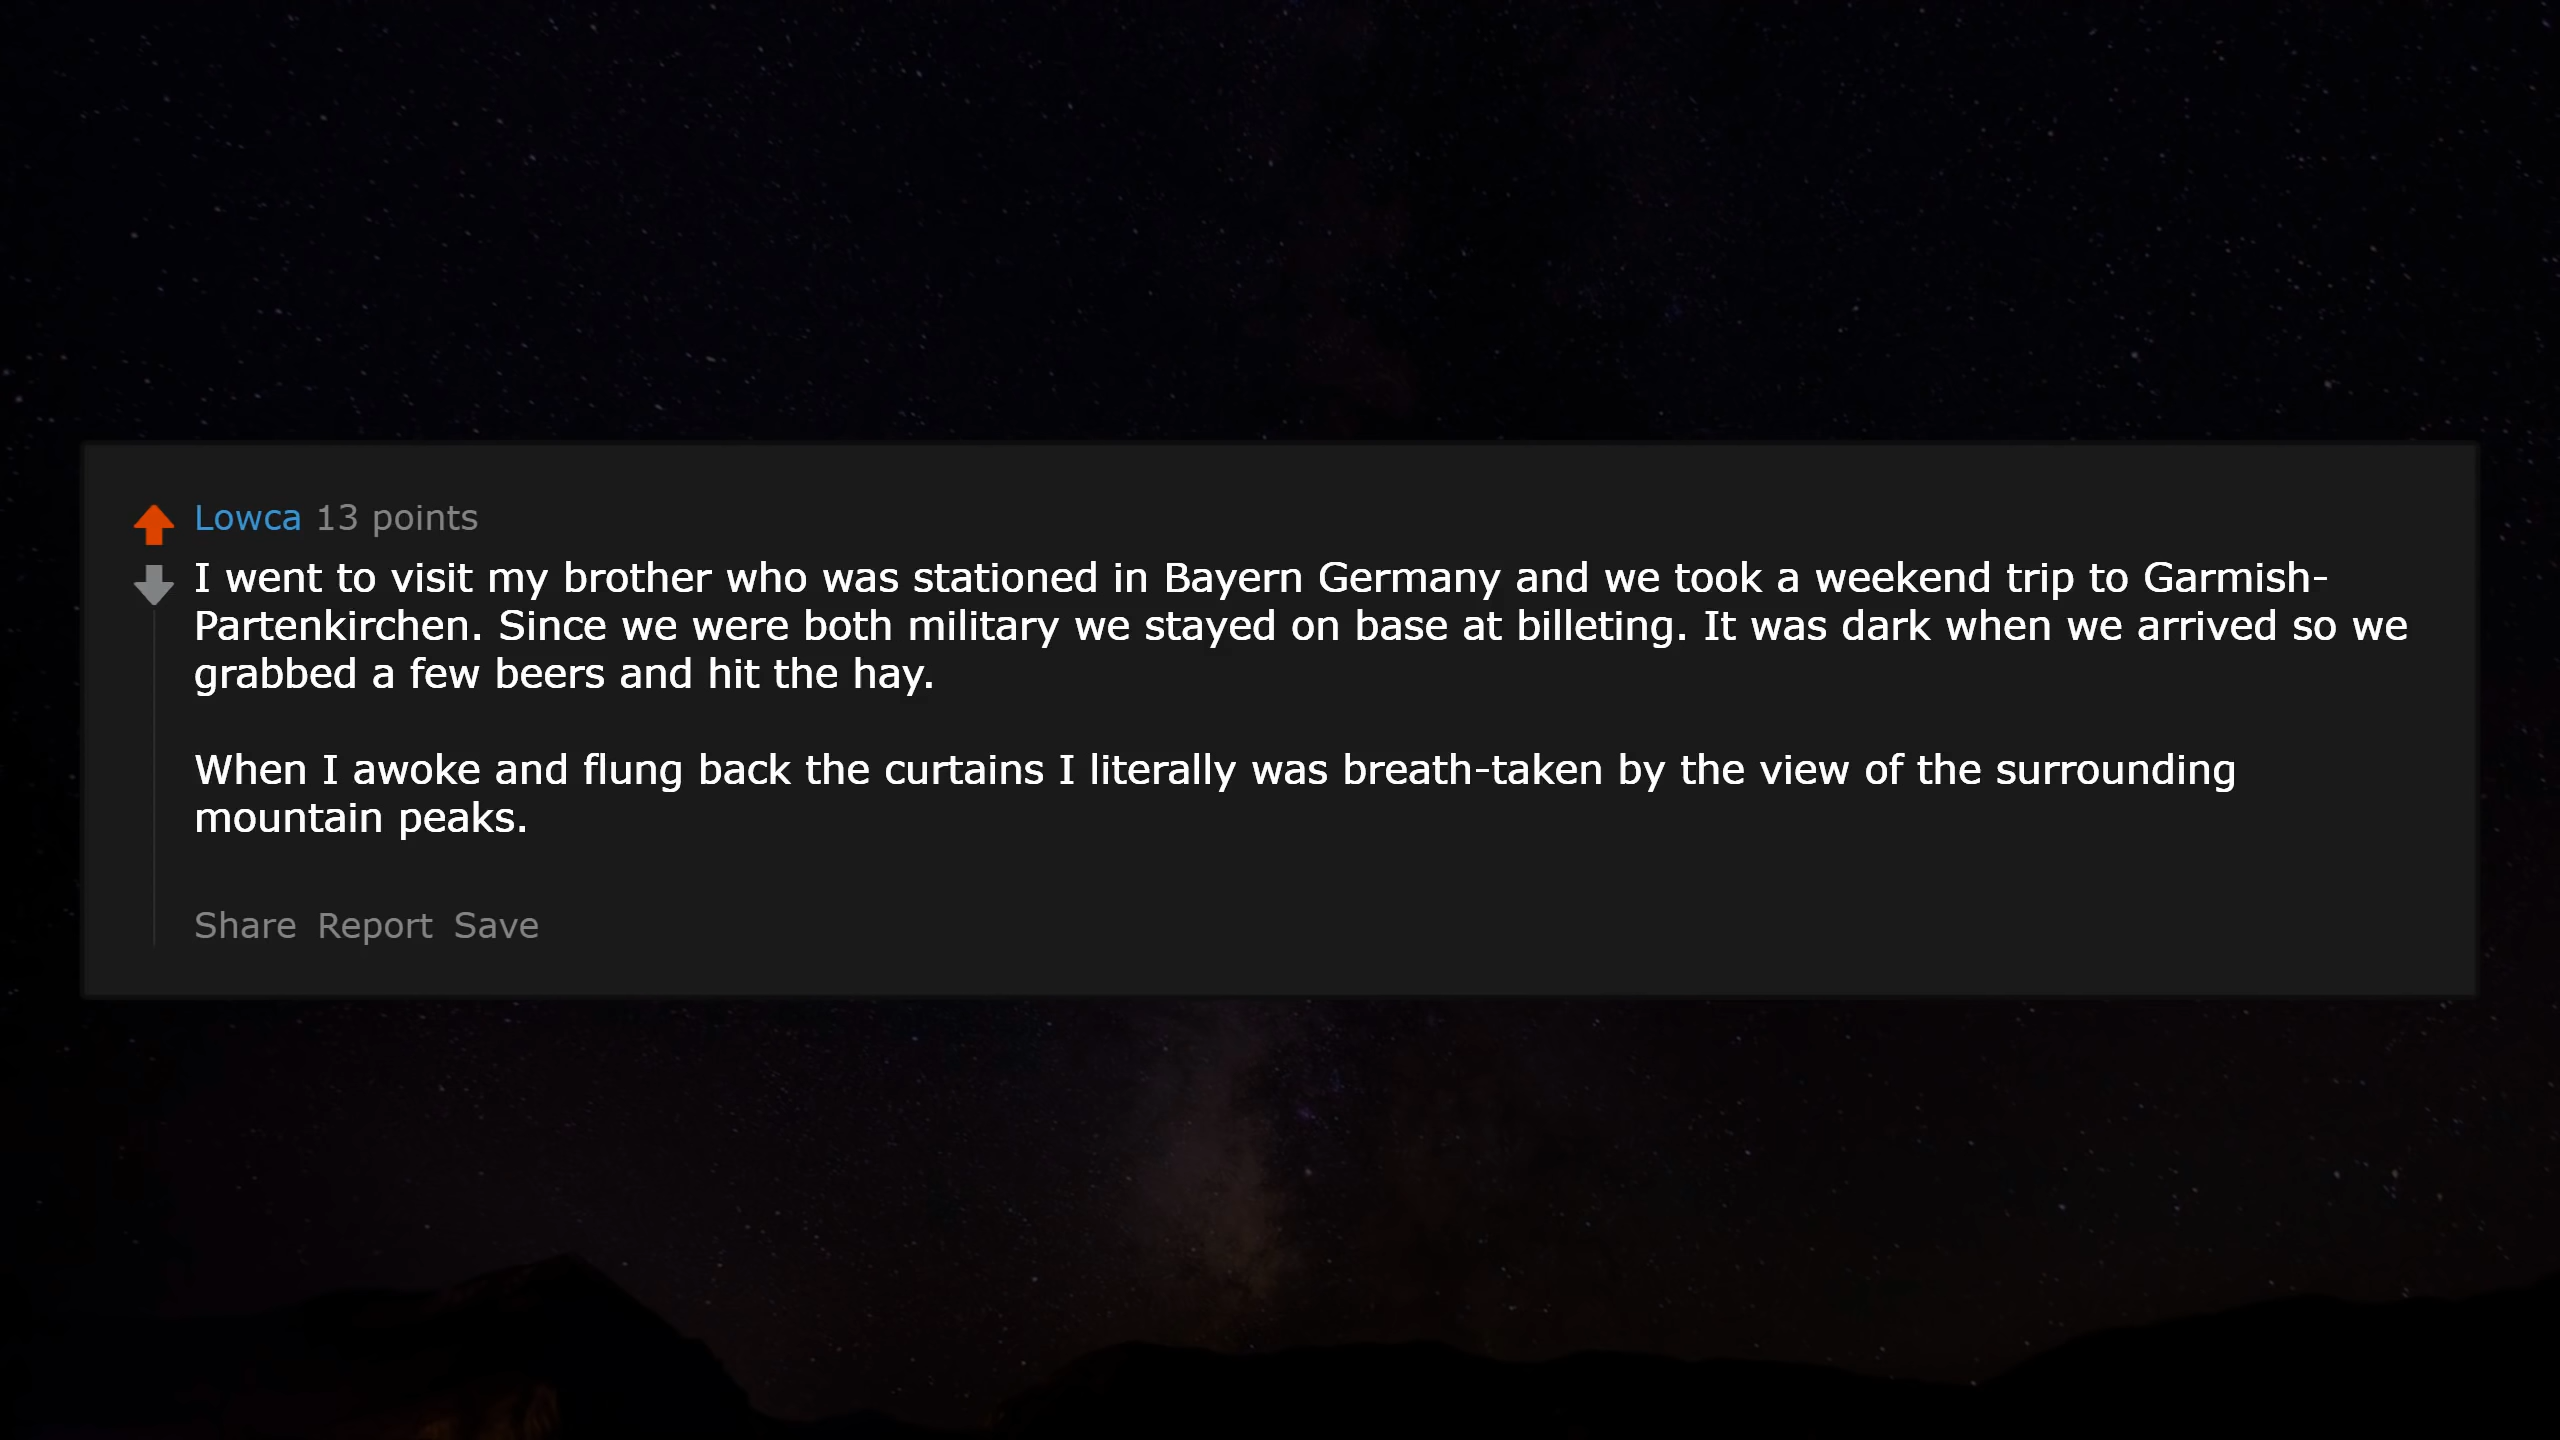 Lowca 13 points
I went to visit my brother who was stationed in Bayern Germany and we took a weekend trip to Garmish-
Partenkirchen. Since we were both military we stayed on base at billeting. It was dark when we arrived so we
grabbed a few beers and hit the hay.
When I awoke and flung back the curtains I literally was breath-taken by the view of the surrounding
mountain peaks.
Share Report Save